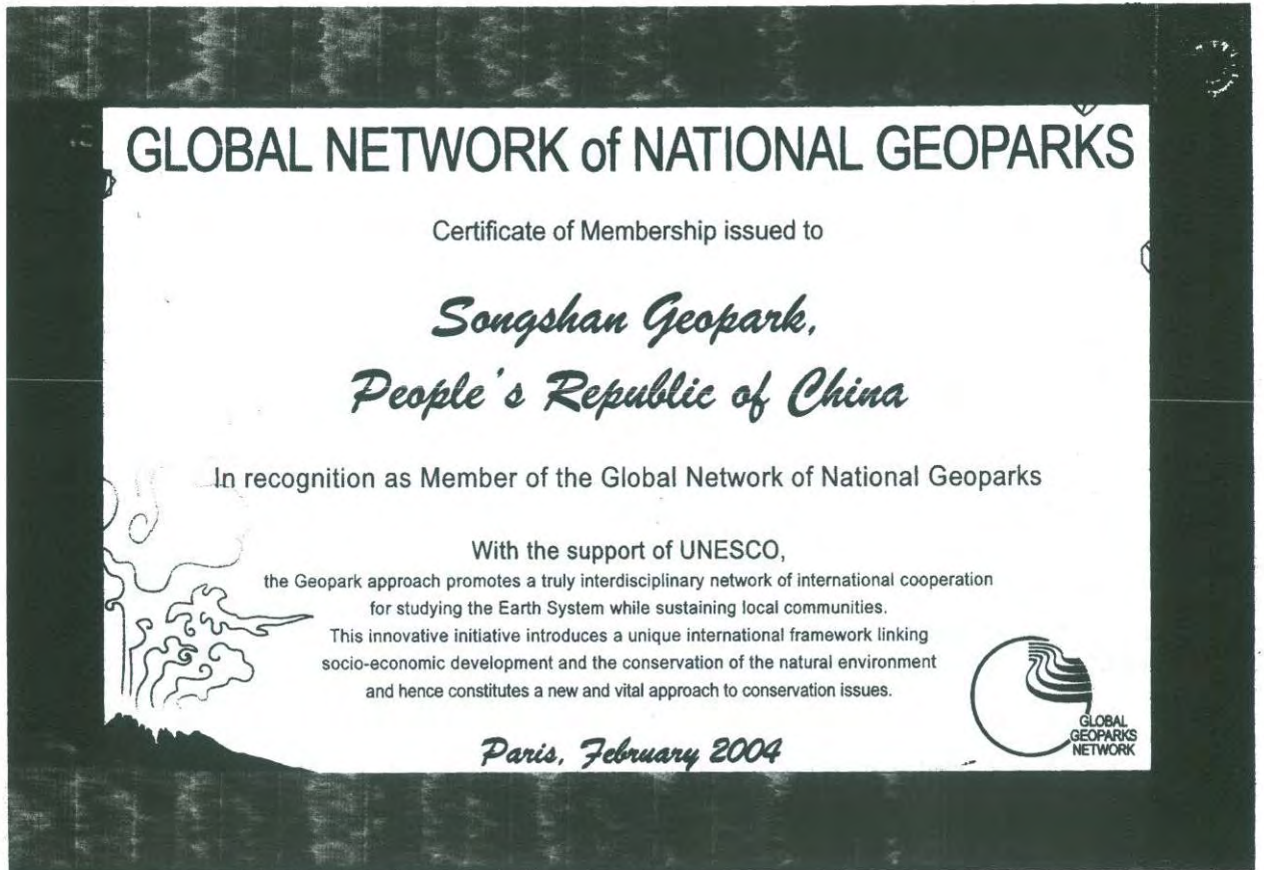 GLOBAL NETWORK of NATIONAL GEOPARKS
Certificate of Membership issued to
Songshan Geopark,
People's Republic of China
In recognition as Member of the Global Network of National Geoparks
With the support of UNESCO,
the Geopark approach promotes a truly interdisciplinary network of international cooperation
for studying the Earth System while sustaining local communities.
This innovative initiative introduces a unique international framework linking
socio-economic development and the conservation of the natural environment
and hence constitutes a new and vital approach to conservation issues.
Paris, February 2004
GLOBAL
GEOPARKS
NETWORK